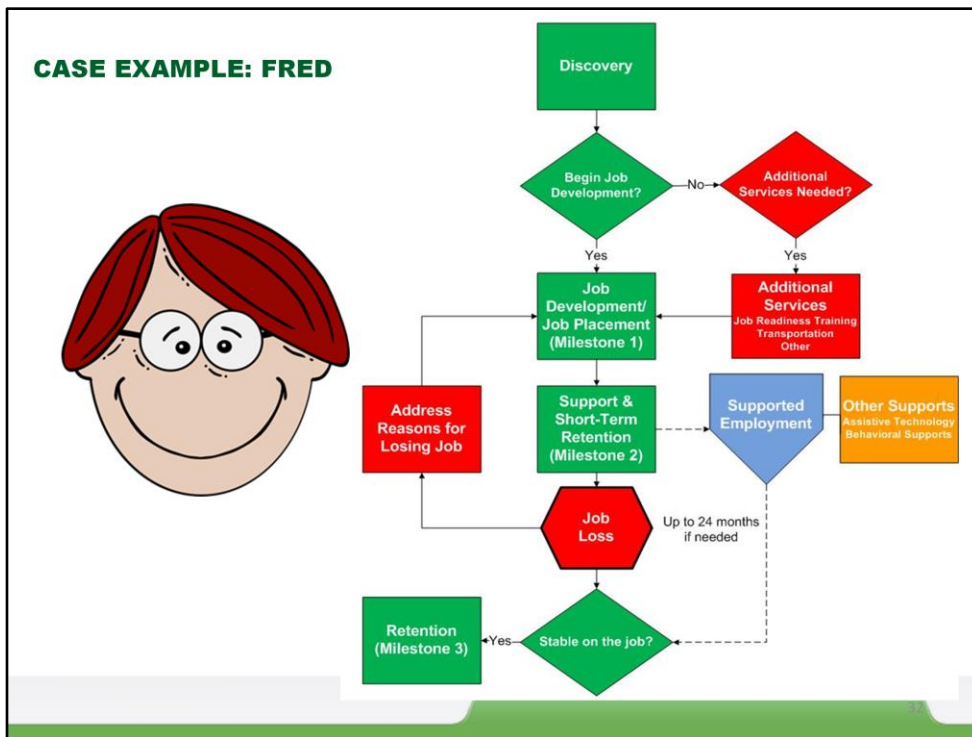 CASE EXAMPLE: FRED
Discovery
Begin Job
Development?
No
Additional
Services Needed?
Yes
Yes
Job
Development/
Job Placement
(Milestone 1)
Additional
Services
Job Readiness Training
Transportation
Other
Address
Reasons for
Losing Job
Support &
Short-Term
Retention
(Milestone 2)
Supported
Employment
Other Supports
Assistive Technology
Behavioral Supports
Job
Loss
Up to 24 months
if needed
Retention
(Milestone 3)
Yes
Stable on the job?
32